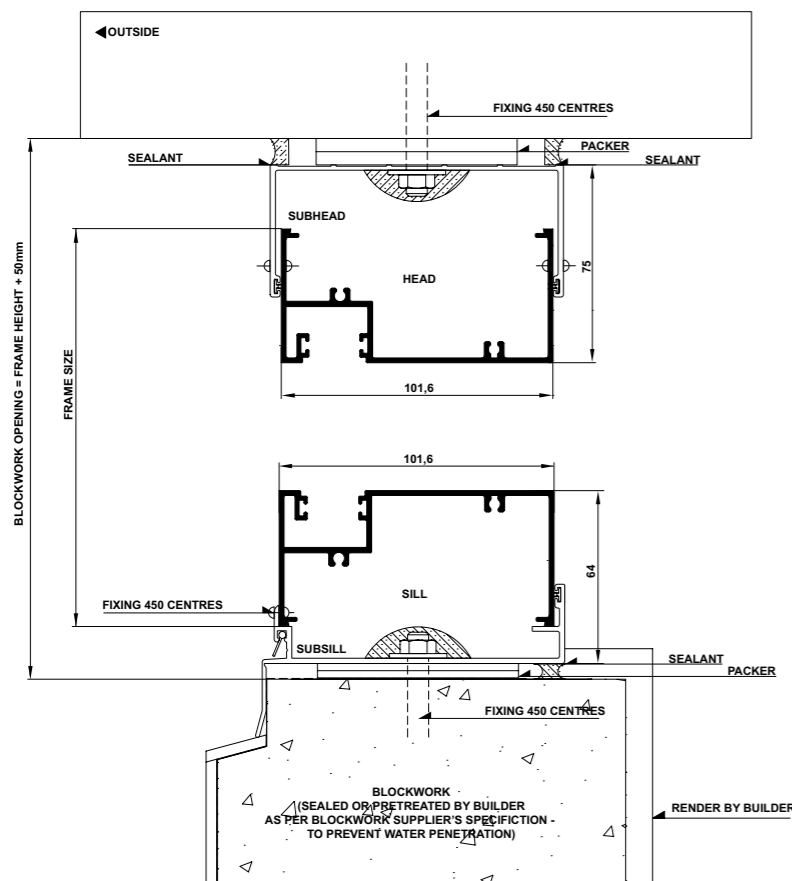 OUTSIDE
FIXING 450 CENTRES
PACKER
SEALANT
SEALANT
SUBHEAD
HEAD
75
101,6
BLOCKWORK OPENING = FRAME HEIGHT + 50mm
FRAME SIZE
101,6
64
SILL
FIXING 450 CENTRES
SUBSILL
SEALANT
PACKER
FIXING 450 CENTRES
BLOCKWORK
(SEALED OR PRETREATED BY BUILDER
AS PER BLOCKWORK SUPPLIER'S SPECIFICTION -
TO PREVENT WATER PENETRATION)
RENDER BY BUILDER